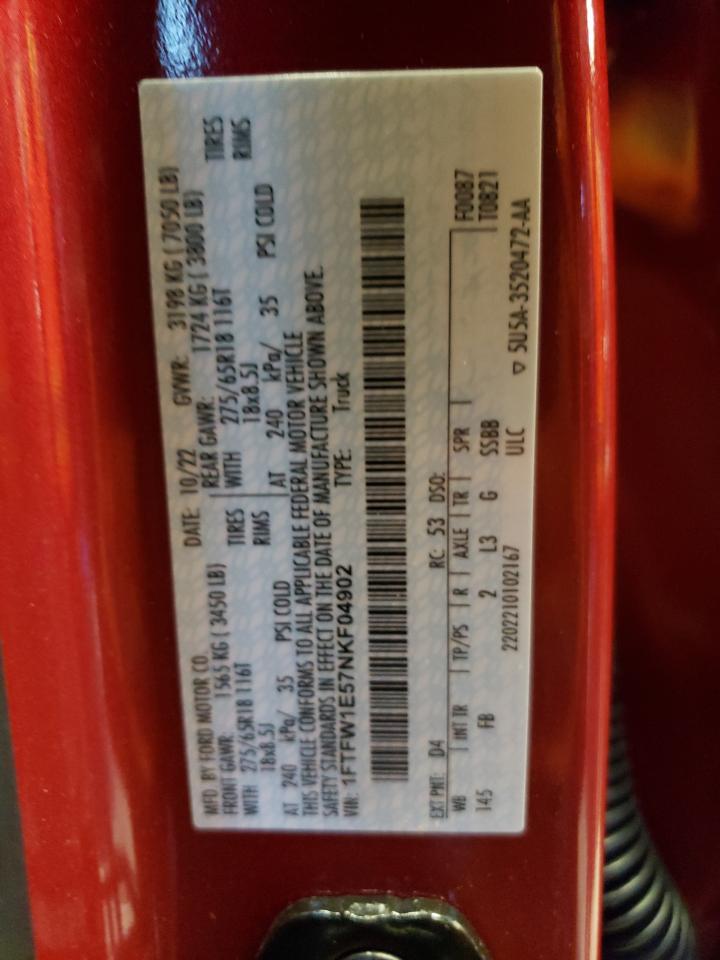 MFD. BY FORD MOTOR CO. DATE: 10/22 GVWR: 3198 KG ( 7050 LB)
FRONT GAWR: 1565 KG ( 3450 LB) REAR GAWR: 1724 KG ( 3800 LB)
WITH 275/65R18 116T TIRES WITH 275/65R18 116T TIRES
18x8.5J RIMS 18x8.5J RIMS
AT 240 kPa/ 35 PSI COLD AT 240 kPa/ 35 PSI COLD
THIS VEHICLE CONFORMS TO ALL APPLICABLE FEDERAL MOTOR VEHICLE
SAFETY STANDARDS IN EFFECT ON THE DATE OF MANUFACTURE SHOWN ABOVE.
VIN: 1FTFW1E57NKF04902 TYPE: Truck
EXT PNT: D4 RC: 53 DSO:
WB INT TR TP/PS R AXLE TR SPR F0087
145 FB 2 L3 G SSBB T0821
2202210102167 ULC ▽ 5U5A-3520472-AA